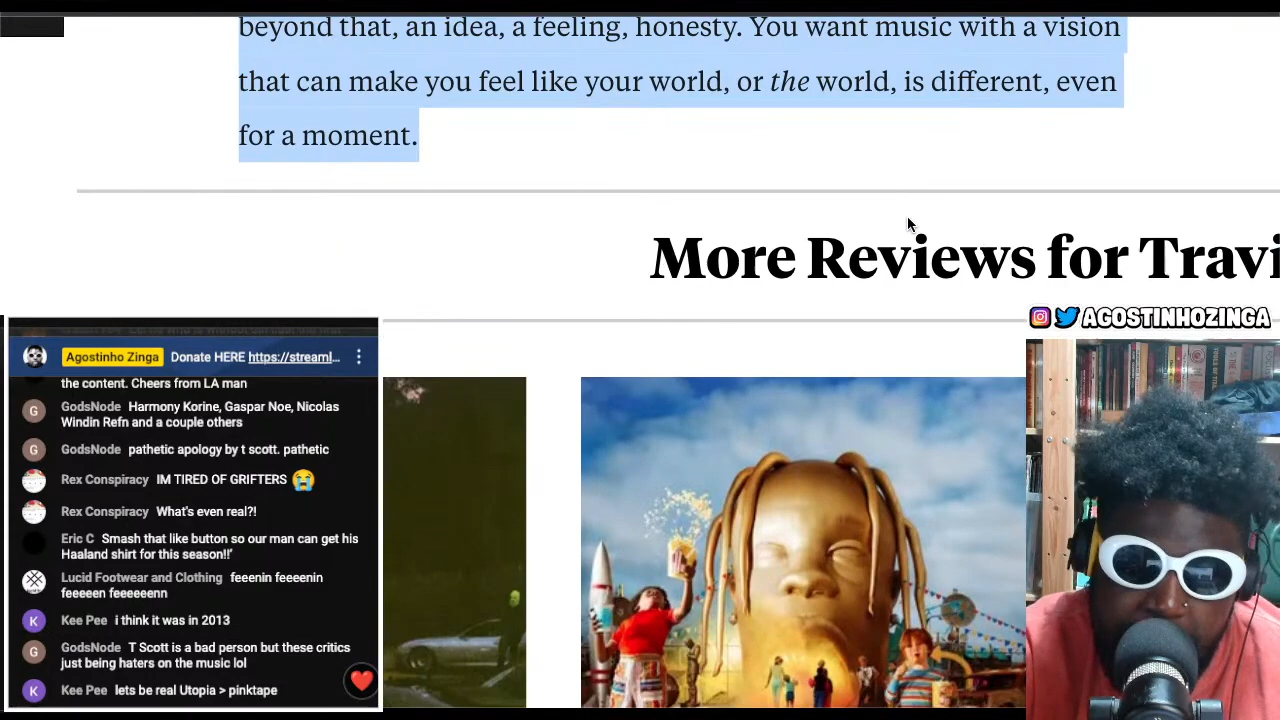 beyond that, an idea, a feeling, honesty. You want music with a vision
that can make you feel like your world, or the world, is different, even
for a moment.
More Reviews for Travi
AGOSTINHOZINGA
Agostinho Zinga Donate HERE https://streaml...
the content. Cheers from LA man
G GodsNode Harmony Korine, Gaspar Noe, Nicolas
Windin Refn and a couple others
G GodsNode pathetic apology by t scott. pathetic
Rex Conspiracy IM TIRED OF GRIFTERS 😭
Rex Conspiracy What's even real?!
Eric C Smash that like button so our man can get his
Haaland shirt for this season!!'
Lucid Footwear and Clothing feeenin feeeenin
feeeeen feeeeeenn
K Kee Pee i think it was in 2013
G GodsNode T Scott is a bad person but these critics
just being haters on the music lol
K Kee Pee lets be real Utopia > pinktape